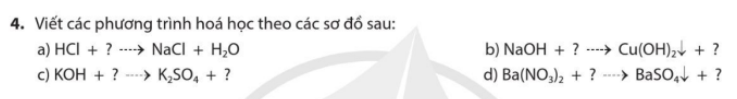 4. Viết các phương trình hoá học theo các sơ đồ sau:
a) HCl + ? ----> NaCl + H₂O b) NaOH + ? ----> Cu(OH)₂↓ + ?
c) KOH + ? ----> K₂SO₄ + ? d) Ba(NO₃)₂ + ? ----> BaSO₄↓ + ?